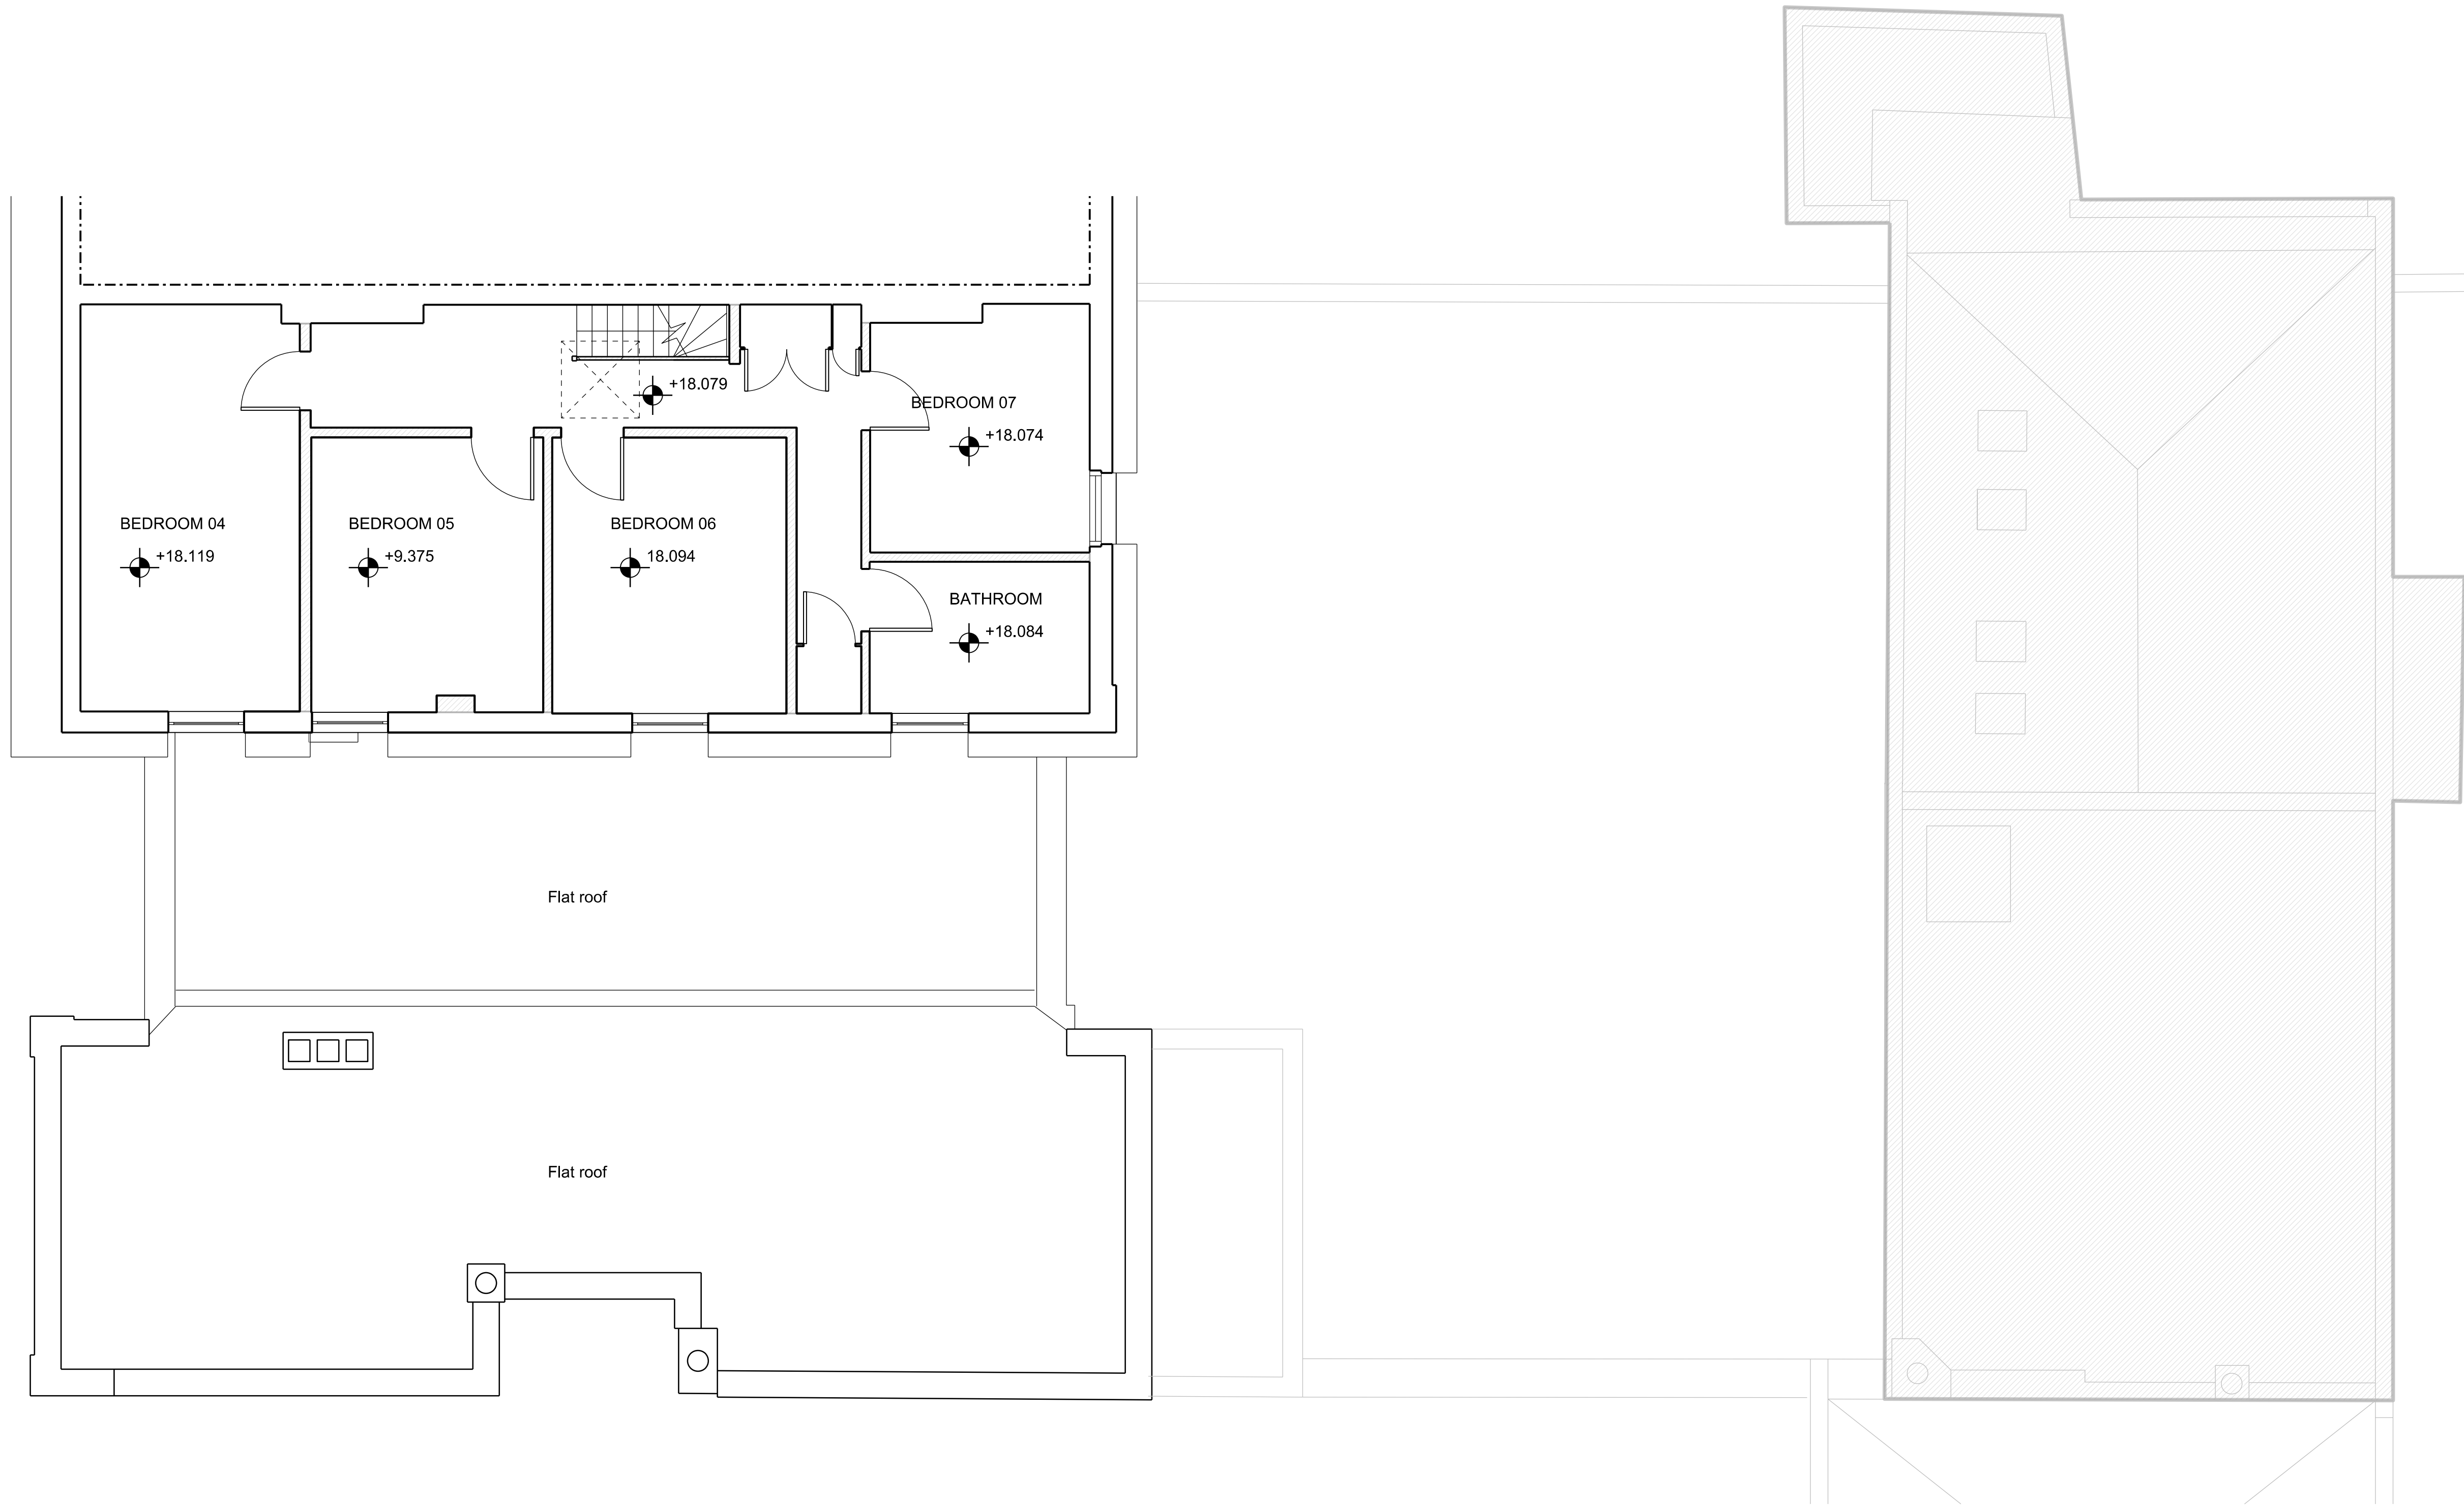 +18.079
BEDROOM 07
+18.074
BEDROOM 04
+18.119
BEDROOM 05
+9.375
BEDROOM 06
18.094
BATHROOM
+18.084
Flat roof
Flat roof